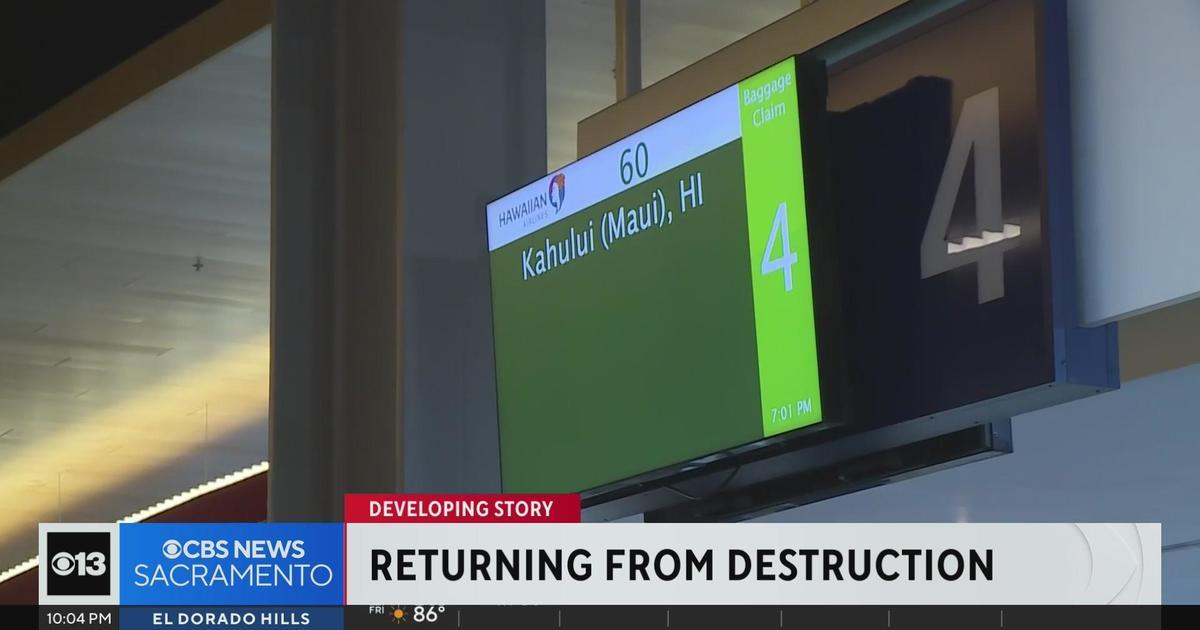 HAWAIIAN
AIRLINES
60
Kahului (Maui), HI
Baggage
Claim
4
7:01 PM
4
DEVELOPING STORY
13
CBS NEWS
SACRAMENTO
RETURNING FROM DESTRUCTION
10:04 PM
EL DORADO HILLS
FRI
86°